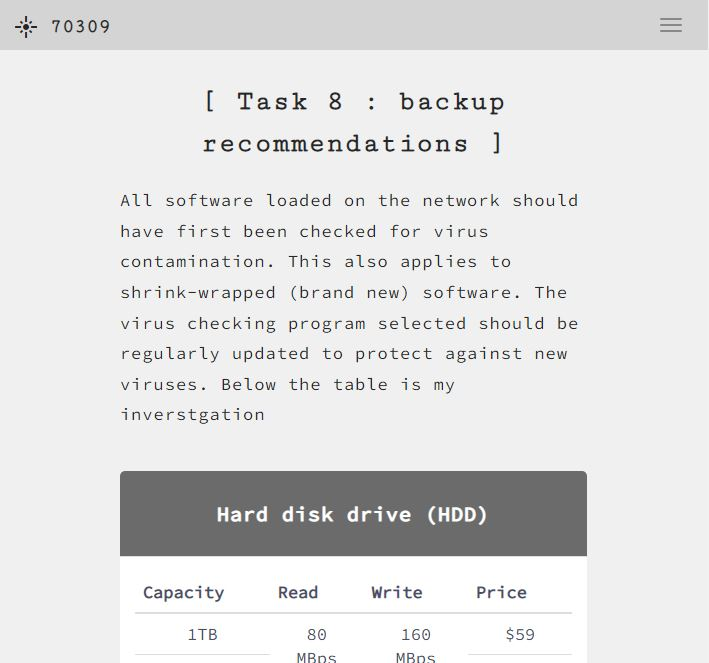 70309
[ Task 8 : backup
recommendations ]
All software loaded on the network should
have first been checked for virus
contamination. This also applies to
shrink-wrapped (brand new) software. The
virus checking program selected should be
regularly updated to protect against new
viruses. Below the table is my
inverstgation
Hard disk drive (HDD)
Capacity Read Write Price
1TB 80 160 $59
MBps MBps